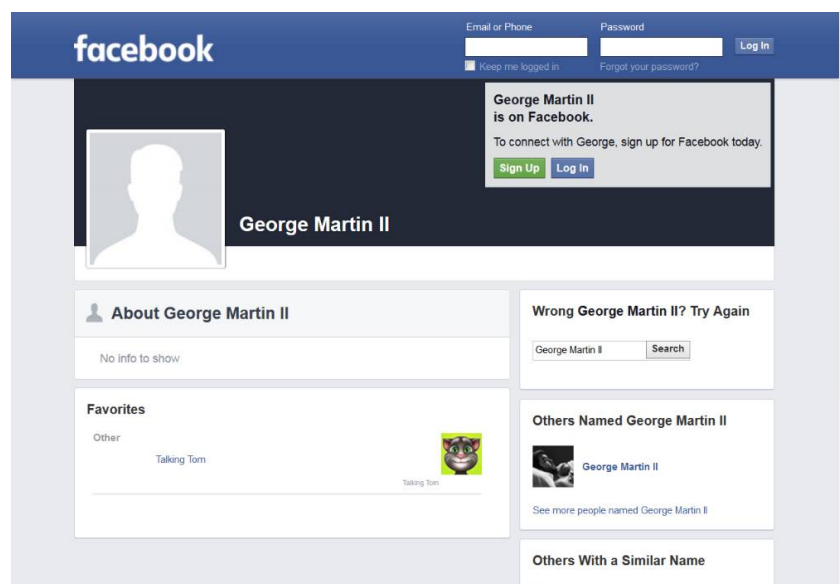 facebook
Email or Phone
Password
Log In
Keep me logged in
Forgot your password?
George Martin II
is on Facebook.
To connect with George, sign up for Facebook today.
Sign Up
Log In
George Martin II
About George Martin II
No info to show
Favorites
Other
Talking Tom
Talking Tom
Wrong George Martin II? Try Again
George Martin II
Search
Others Named George Martin II
George Martin II
See more people named George Martin II
Others With a Similar Name